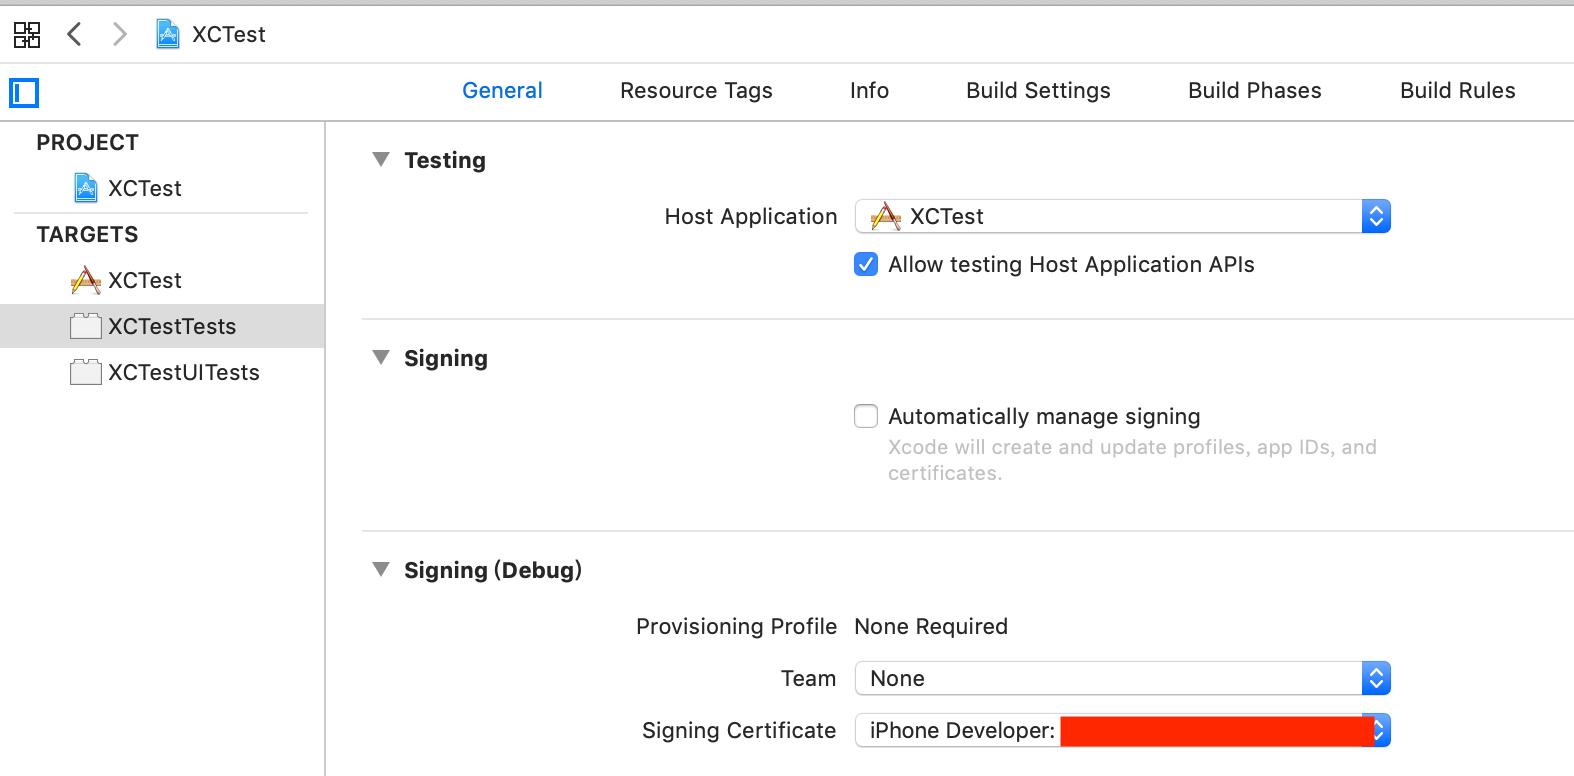 XCTest
General Resource Tags Info Build Settings Build Phases Build Rules
PROJECT
XCTest
TARGETS
XCTest
XCTestTests
XCTestUITests
Testing
Host Application XCTest
Allow testing Host Application APIs
Signing
Automatically manage signing
Xcode will create and update profiles, app IDs, and
certificates.
Signing (Debug)
Provisioning Profile None Required
Team None
Signing Certificate iPhone Developer: